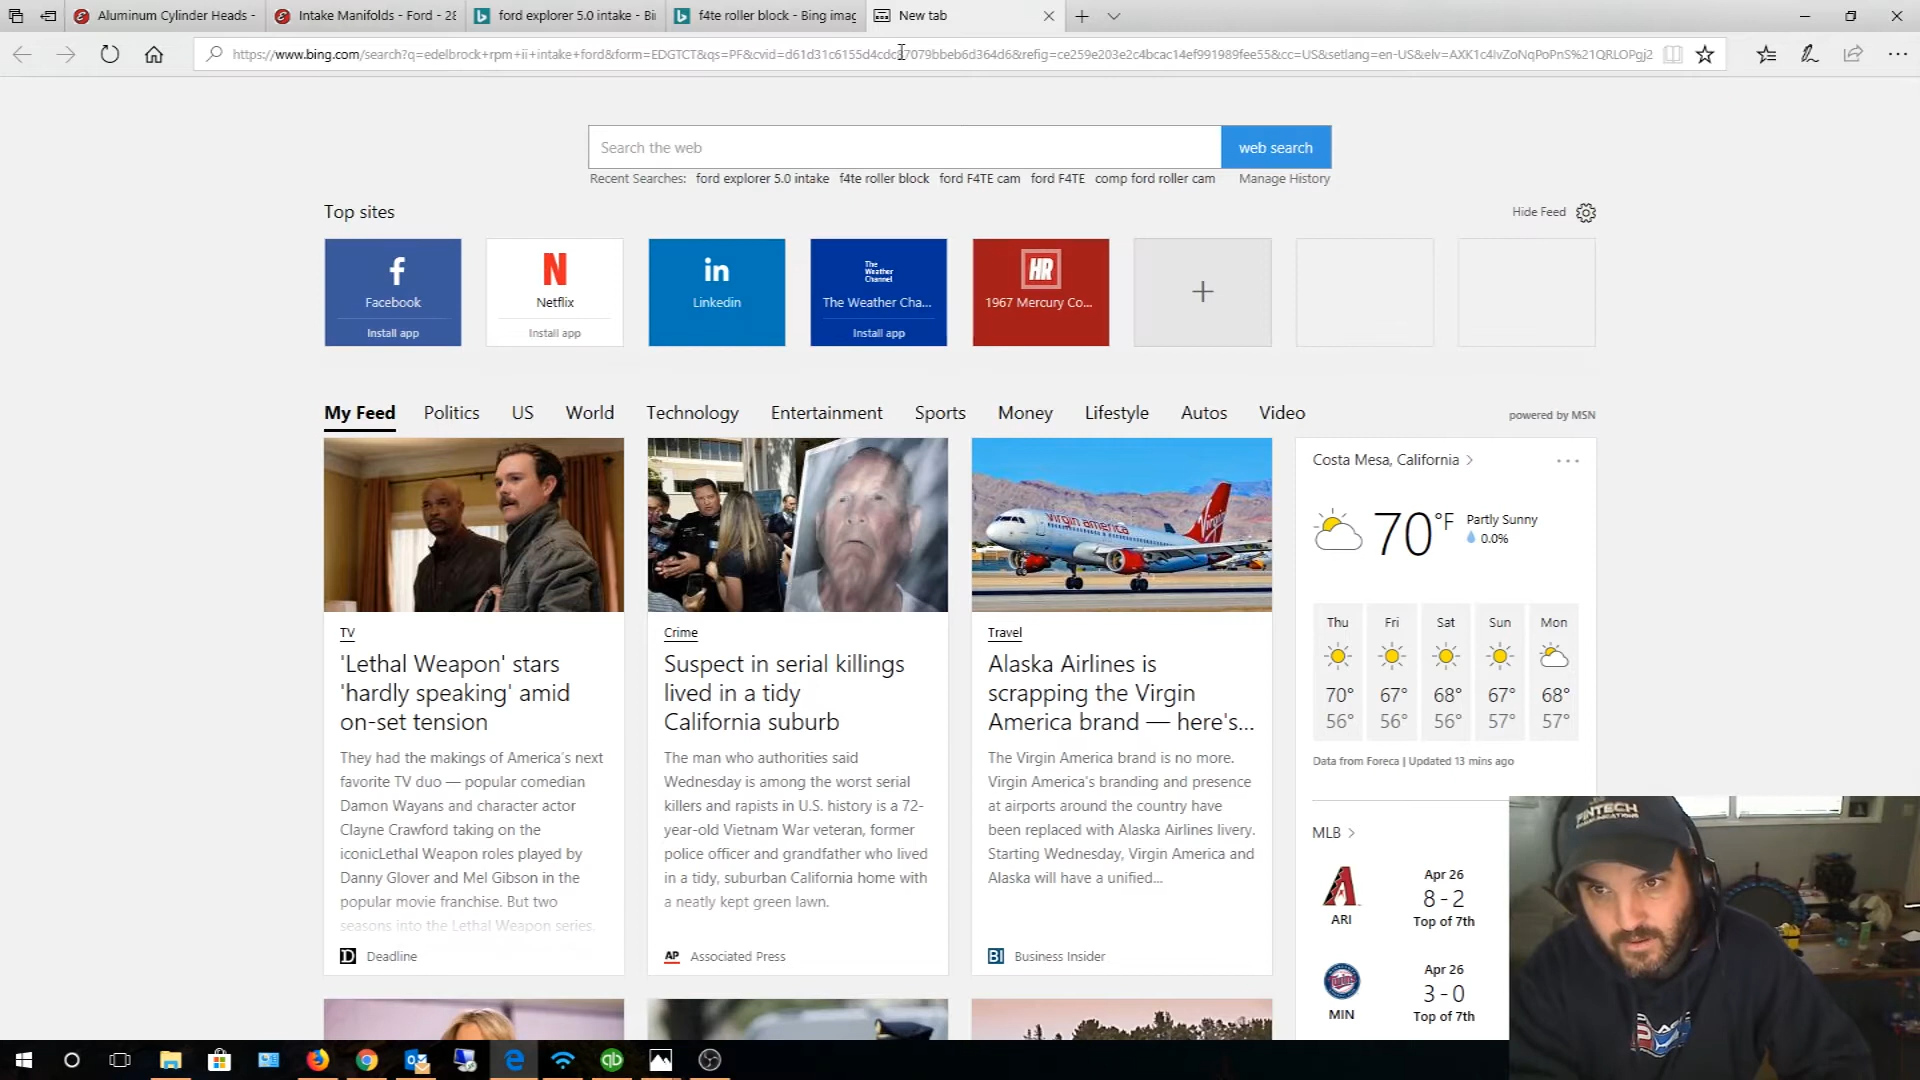 Aluminum Cylinder Heads -
Intake Manifolds - Ford - 28
ford explorer 5.0 intake - Bi
f4te roller block - Bing imag
New tab
https://www.bing.com/search?q=edelbrock+rpm+ii+intake+ford&form=EDGTCT&qs=PF&cvid=
Search the web
web search
Recent Searches: ford explorer 5.0 intake f4te roller block ford F4TE cam ford F4TE comp ford roller cam Manage History
Top sites
Hide Feed
f
Facebook
Install app
N
Netflix
Install app
in
Linkedin
The
Weather
Channel
The Weather Cha...
Install app
HR
1967 Mercury Co...
My Feed Politics US World Technology Entertainment Sports Money Lifestyle Autos Video
powered by MSN
TV
'Lethal Weapon' stars
'hardly speaking' amid
on-set tension
They had the makings of America's next
favorite TV duo — popular comedian
Damon Wayans and character actor
Clayne Crawford taking on the
iconicLethal Weapon roles played by
Danny Glover and Mel Gibson in the
popular movie franchise. But two
seasons into the Lethal Weapon series.
D Deadline
Crime
Suspect in serial killings
lived in a tidy
California suburb
The man who authorities said
Wednesday is among the worst serial
killers and rapists in U.S. history is a 72-
year-old Vietnam War veteran, former
police officer and grandfather who lived
in a tidy, suburban California home with
a neatly kept green lawn.
AP Associated Press
virgin america
Travel
Alaska Airlines is
scrapping the Virgin
America brand — here's...
The Virgin America brand is no more.
Virgin America's branding and presence
at airports around the country have
been replaced with Alaska Airlines livery.
Starting Wednesday, Virgin America and
Alaska will have a unified...
BI Business Insider
Costa Mesa, California
70°F
Partly Sunny
0.0%
Thu Fri Sat Sun Mon
70° 67° 68° 67° 68°
56° 56° 56° 57° 57°
Data from Foreca | Updated 13 mins ago
MLB
ARI
Apr 26
8 - 2
Top of 7th
Twins
MIN
Apr 26
3 - 0
Top of 7th
qb